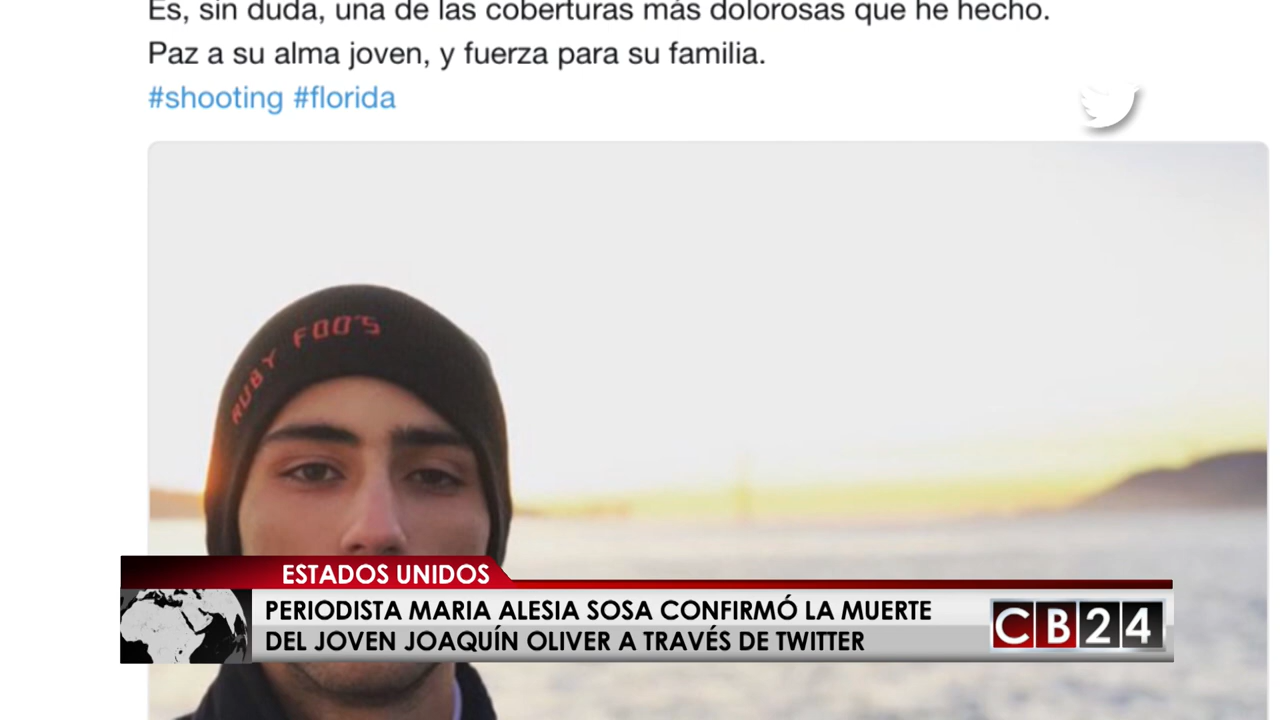 Es, sin duda, una de las coberturas más dolorosas que he hecho.
Paz a su alma joven, y fuerza para su familia.
#shooting #florida
RUBY FOO'S
ESTADOS UNIDOS
PERIODISTA MARIA ALESIA SOSA CONFIRMÓ LA MUERTE
DEL JOVEN JOAQUÍN OLIVER A TRAVÉS DE TWITTER
CB24